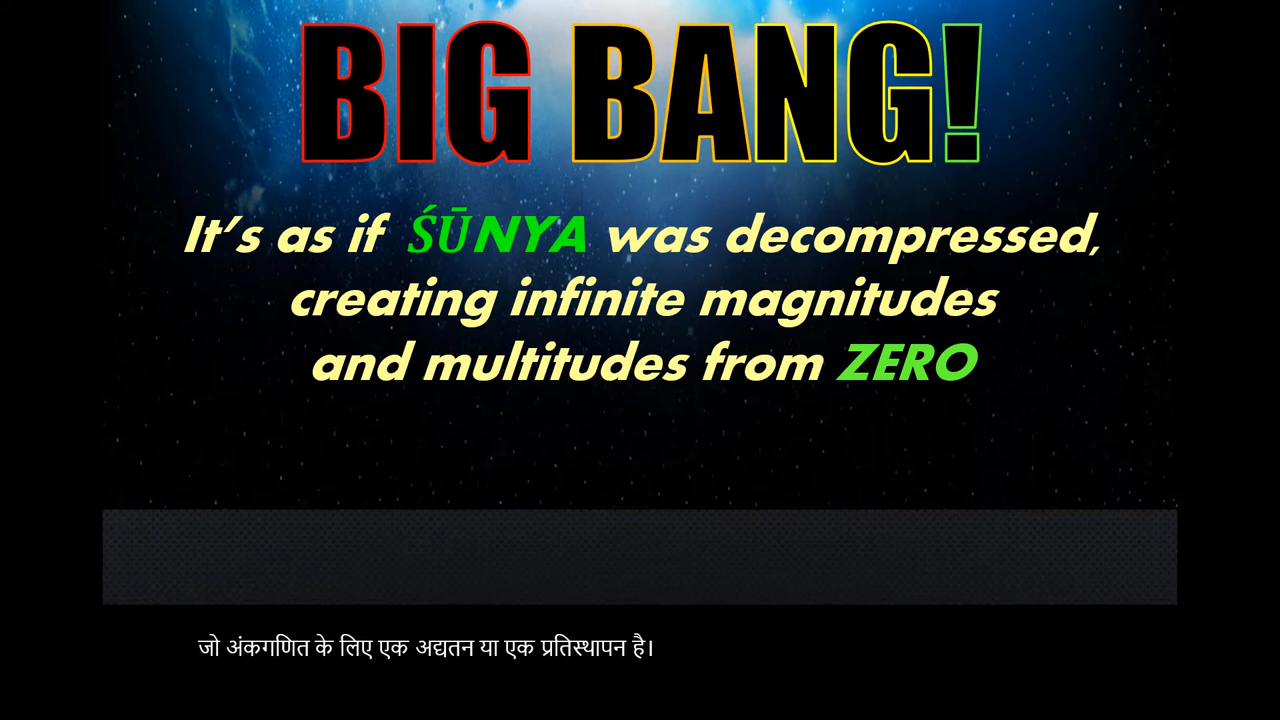 BIG BANG!
It’s as if ŚŪNYA was decompressed,
creating infinite magnitudes
and multitudes from ZERO
जो अंकगणित के लिए एक अद्यतन या एक प्रतिस्थापन है।